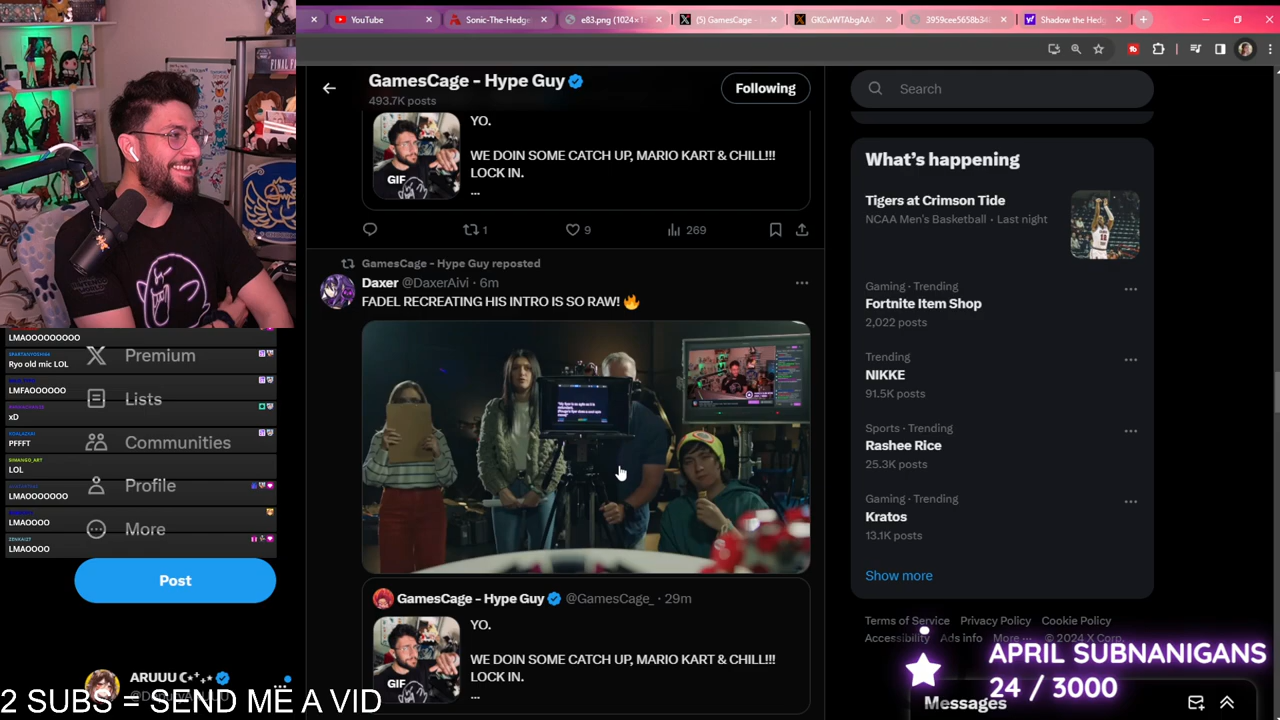 YouTube
Sonic-The-Hedge
e83.png (1024×1
(5) GamesCage -
GKCwWTAbgAA
3959cee5658b34
Shadow the Hedg
GamesCage - Hype Guy
493.7K posts
Following
YO.
WE DOIN SOME CATCH UP, MARIO KART & CHILL!!!
LOCK IN.
...
GIF
1
9
269
GamesCage - Hype Guy reposted
Daxer @DaxerAivi · 6m
FADEL RECREATING HIS INTRO IS SO RAW! 🔥
GamesCage - Hype Guy @GamesCage_ · 29m
YO.
WE DOIN SOME CATCH UP, MARIO KART & CHILL!!!
LOCK IN.
...
GIF
Search
What's happening
Tigers at Crimson Tide
NCAA Men's Basketball · Last night
Gaming · Trending
Fortnite Item Shop
2,022 posts
Trending
NIKKE
91.5K posts
Sports · Trending
Rashee Rice
25.3K posts
Gaming · Trending
Kratos
13.1K posts
Show more
Terms of Service Privacy Policy Cookie Policy
Accessibility Ads info More ... © 2024 X Corp.
Messages
APRIL SUBNANIGANS
24 / 3000
LMAOOOOOOOOO
Ryo old mic LOL
LMFAOOOOOO
xD
PFFFT
SIMANGO_ART
LOL
LMAOOOOOOO
LMAOOOO
LMAOOOO
Premium
Lists
Communities
Profile
More
Post
ARUUU
2 SUBS = SEND ME A VID